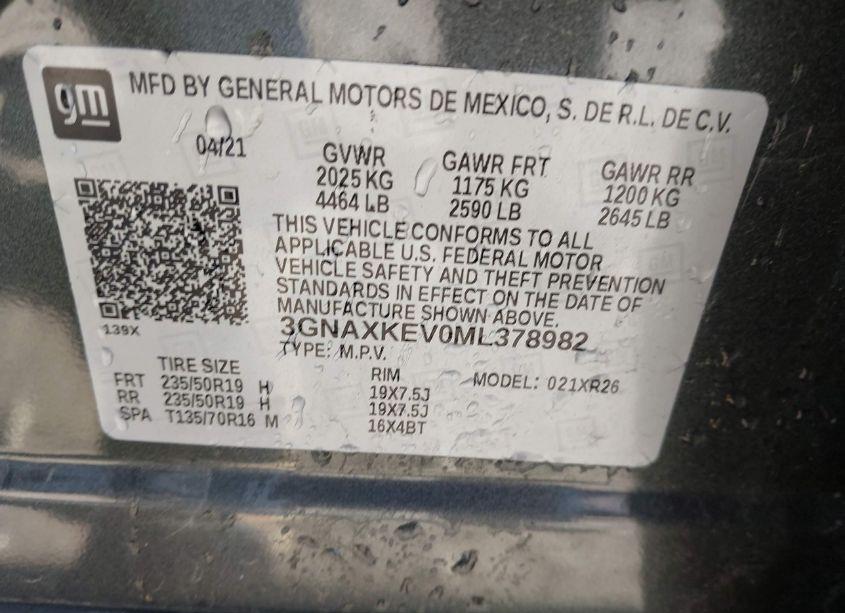 gm
MFD BY GENERAL MOTORS DE MEXICO, S. DE R.L. DE C.V.
04/21
GVWR GAWR FRT GAWR RR
2025 KG 1175 KG 1200 KG
4464 LB 2590 LB 2645 LB
THIS VEHICLE CONFORMS TO ALL
APPLICABLE U.S. FEDERAL MOTOR
VEHICLE SAFETY AND THEFT PREVENTION
STANDARDS IN EFFECT ON THE DATE OF
MANUFACTURE SHOWN ABOVE.
139X
3GNAXKEV0ML378982
TYPE: M.P.V.
TIRE SIZE RIM MODEL: 021XR26
FRT 235/50R19 H 19X7.5J
RR 235/50R19 H 19X7.5J
SPA T135/70R16 M 16X4BT